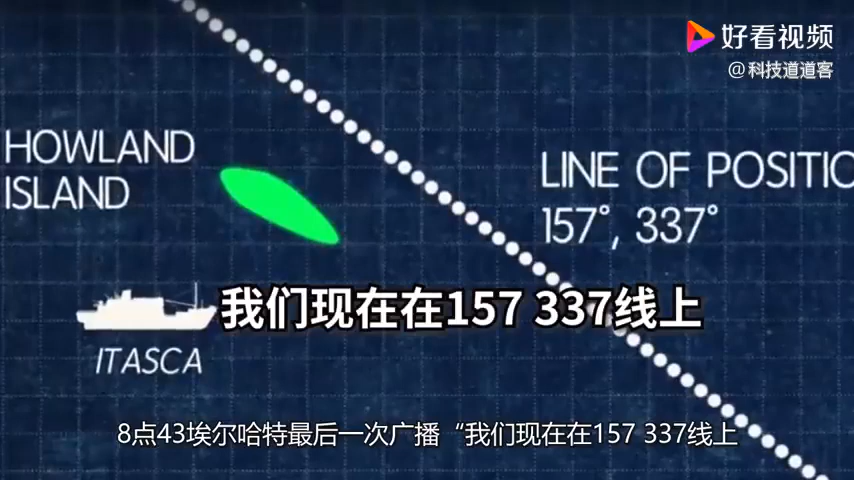 好看视频
@科技道道客
HOWLAND
ISLAND
LINE OF POSITIO
157°, 337°
我们现在在157 337线上
ITASCA
8点43埃尔哈特最后一次广播“我们现在在157 337线上